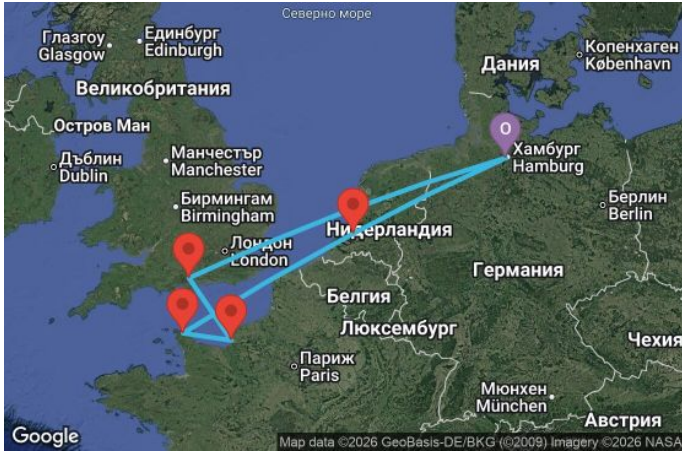 Северно море
Глазгоу
Glasgow
Единбург
Edinburgh
Копенхаген
København
Дания
Великобритания
Остров Ман
O
Хамбург
Hamburg
Дъблин
Dublin
Манчестър
Manchester
Бирмингам
Birmingham
Берлин
Berlin
Лондон
London
Нидерландия
Германия
Белгия
Люксембург
Чехия
Париж
Paris
Мюнхен
München
Австрия
Google
Map data ©2026 GeoBasis-DE/BKG (©2009) Imagery ©2026 NASA